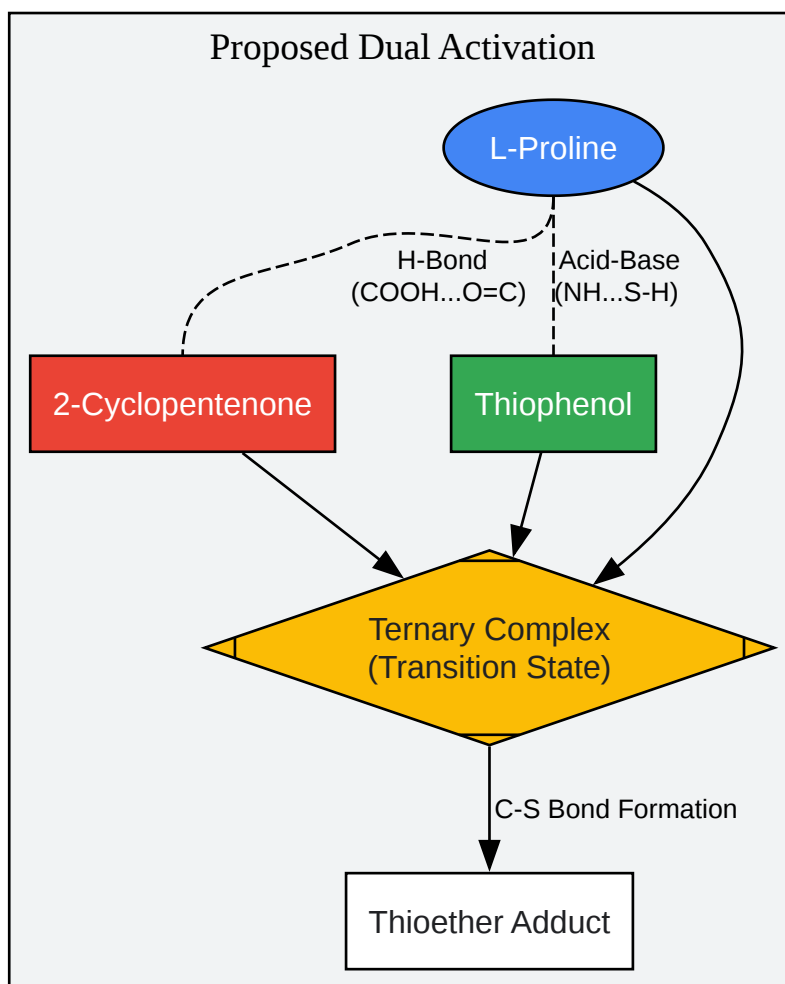 Proposed Dual Activation
L-Proline
H-Bond
(COOH...O=C)
Acid-Base
(NH...S-H)
2-Cyclopentenone
Thiophenol
Ternary Complex
(Transition State)
C-S Bond Formation
Thioether Adduct